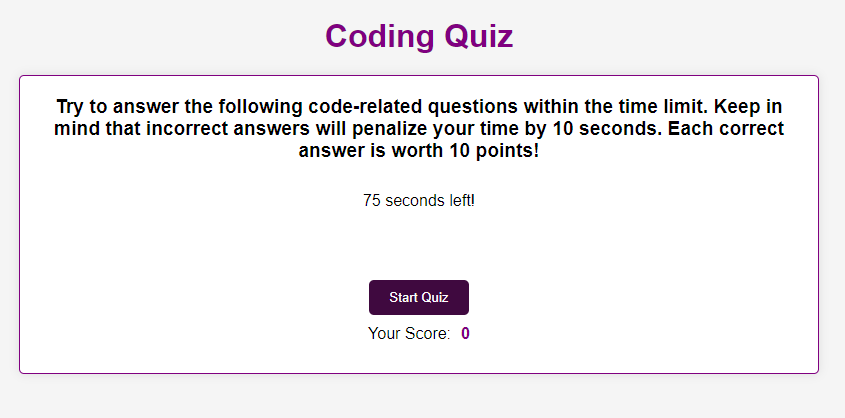 Coding Quiz
Try to answer the following code-related questions within the time limit. Keep in
mind that incorrect answers will penalize your time by 10 seconds. Each correct
answer is worth 10 points!
75 seconds left!
Start Quiz
Your Score: 0